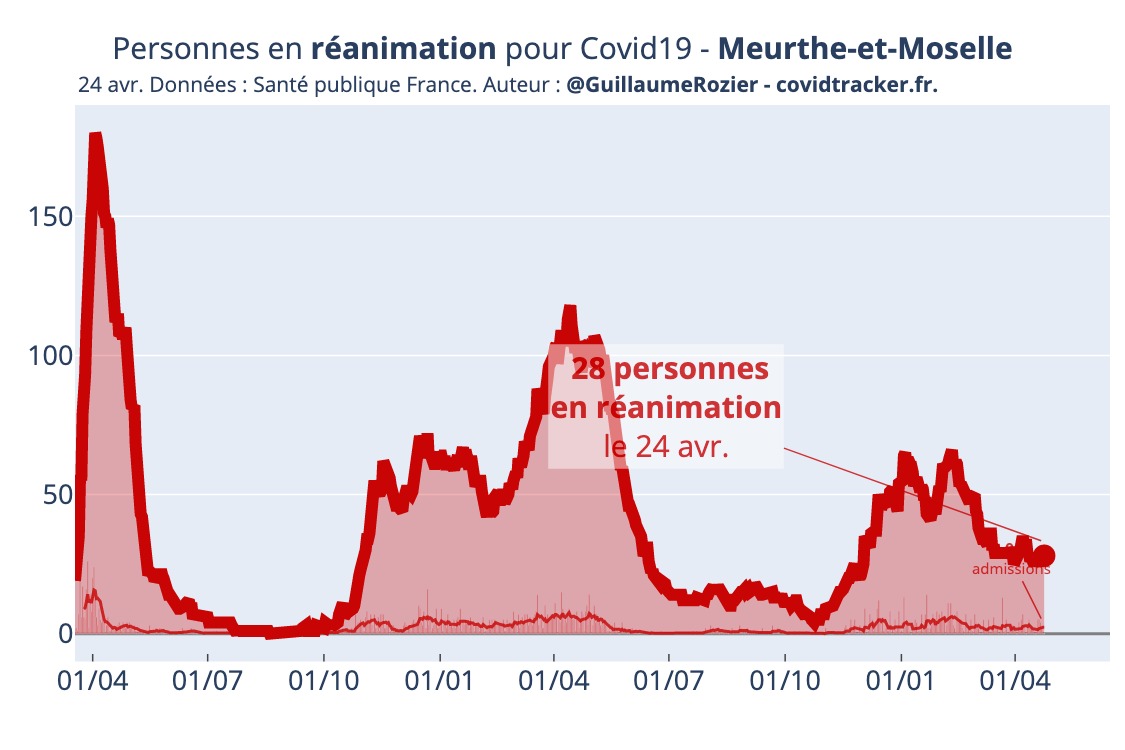 Personnes en réanimation pour Covid19 - Meurthe-et-Moselle
24 avr. Données : Santé publique France. Auteur : @GuillaumeRozier - covidtracker.fr.
150
100
50
0
28 personnes
en réanimation
le 24 avr.
admissions
01/04
01/07
01/10
01/01
01/04
01/07
01/10
01/01
01/04